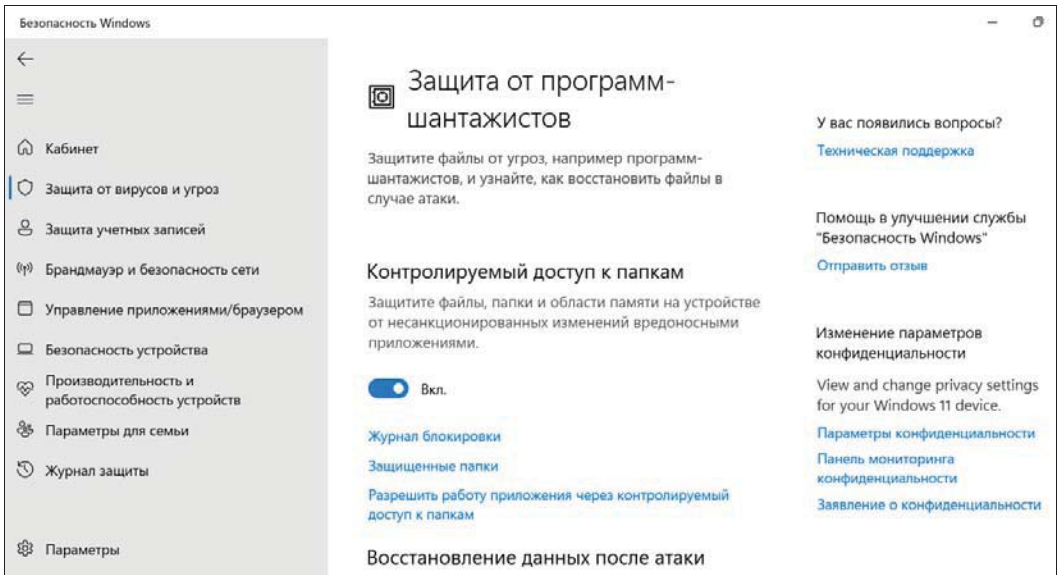 Безопасность Windows
Кабинет
Защита от вирусов и угроз
Защита учетных записей
Брандмауэр и безопасность сети
Управление приложениями/браузером
Безопасность устройства
Производительность и
работоспособность устройств
Параметры для семьи
Журнал защиты
Параметры
Защита от программ-
шантажистов
Защитите файлы от угроз, например программ-
шантажистов, и узнайте, как восстановить файлы в
случае атаки.
Контролируемый доступ к папкам
Защитите файлы, папки и области памяти на устройстве
от несанкционированных изменений вредоносными
приложениями.
Вкл.
Журнал блокировки
Защищенные папки
Разрешить работу приложения через контролируемый
доступ к папкам
Восстановление данных после атаки
У вас появились вопросы?
Техническая поддержка
Помощь в улучшении службы
"Безопасность Windows"
Отправить отзыв
Изменение параметров
конфиденциальности
View and change privacy settings
for your Windows 11 device.
Параметры конфиденциальности
Панель мониторинга
конфиденциальности
Заявление о конфиденциальности